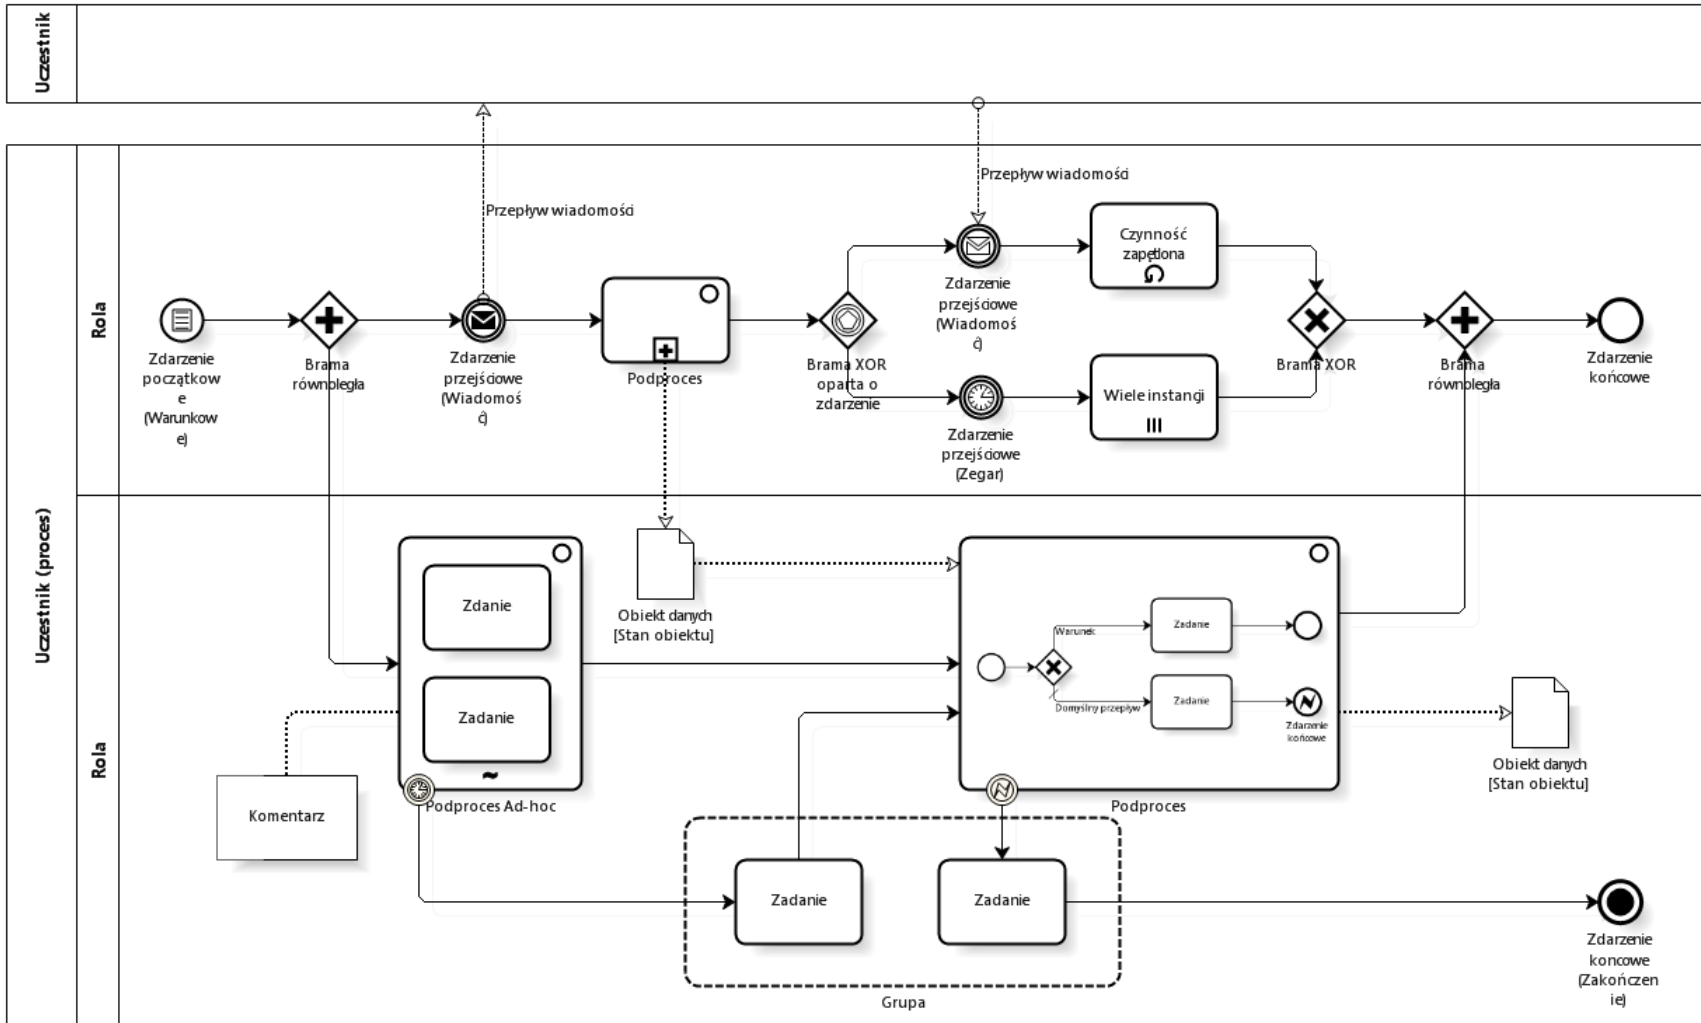 Uczestnik
Przepływ wiadomości
Przepływ wiadomości
Uczestnik (proces)
Rola
Zdarzenie
początkow
e
(Warunkow
e)
Brama
równoległa
Zdarzenie
przejściowe
(Wiadomoś
ć)
Podproces
Brama XOR
oparta o
zdarzenie
Zdarzenie
przejściowe
(Wiadomoś
ć)
Czynność
zapętlona
Zdarzenie
przejściowe
(Zegar)
Wiele instancji
Brama XOR
Brama
równoległa
Zdarzenie
końcowe
Rola
Zdanie
Zadanie
Podproces Ad-hoc
Komentarz
Obiekt danych
[Stan obiektu]
Warunek
Zadanie
Domyślny przepływ
Zadanie
Zdarzenie
końcowe
Podproces
Obiekt danych
[Stan obiektu]
Zadanie
Zadanie
Grupa
Zdarzenie
koncowe
(Zakończen
ie)